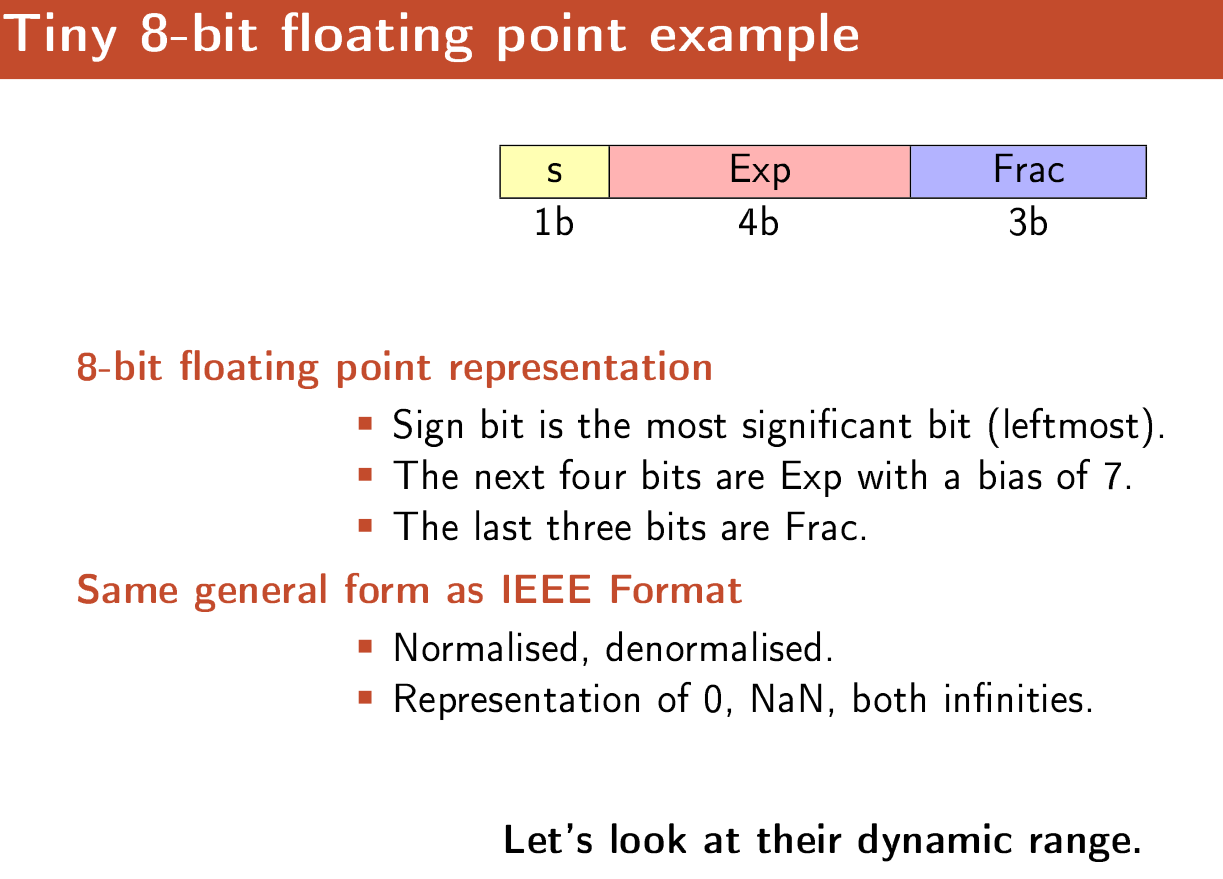 Tiny 8-bit floating point example
s Exp Frac
1b 4b 3b
8-bit floating point representation
▪ Sign bit is the most significant bit (leftmost).
▪ The next four bits are Exp with a bias of 7.
▪ The last three bits are Frac.
Same general form as IEEE Format
▪ Normalised, denormalised.
▪ Representation of 0, NaN, both infinities.
Let's look at their dynamic range.